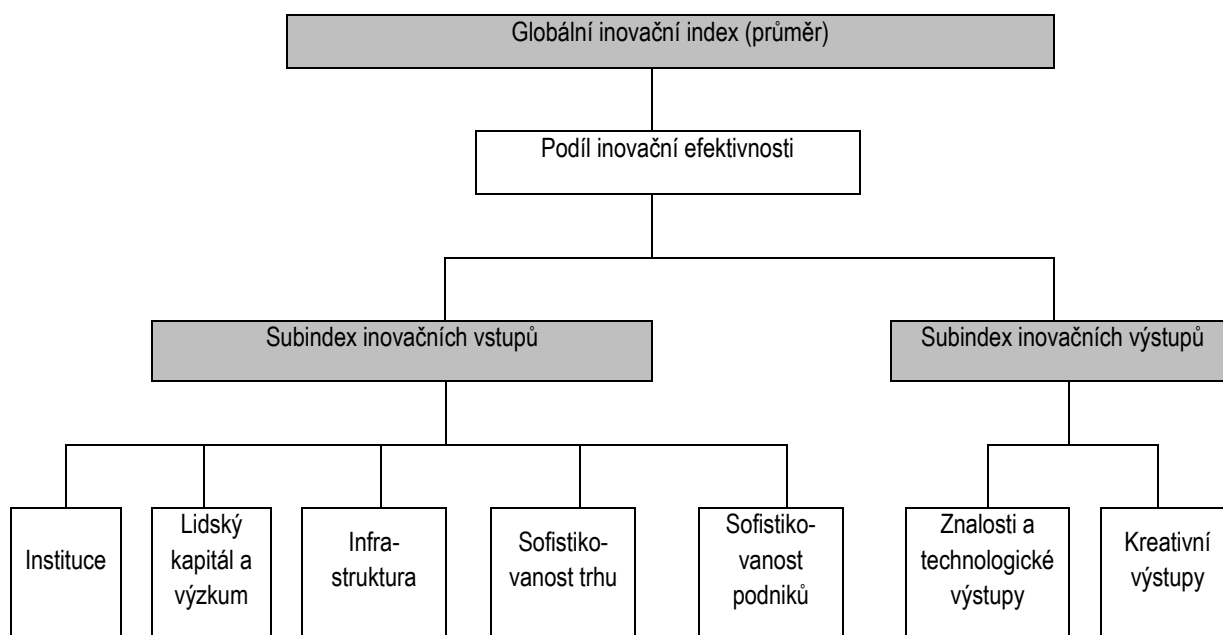 Globální inovační index (průměr)
Podíl inovační efektivnosti
Subindex inovačních vstupů
Subindex inovačních výstupů
Instituce
Lidský
kapitál a
výzkum
Infra-
struktura
Sofistiko-
vanost trhu
Sofistiko-
vanost
podniků
Znalosti a
technologické
výstupy
Kreativní
výstupy